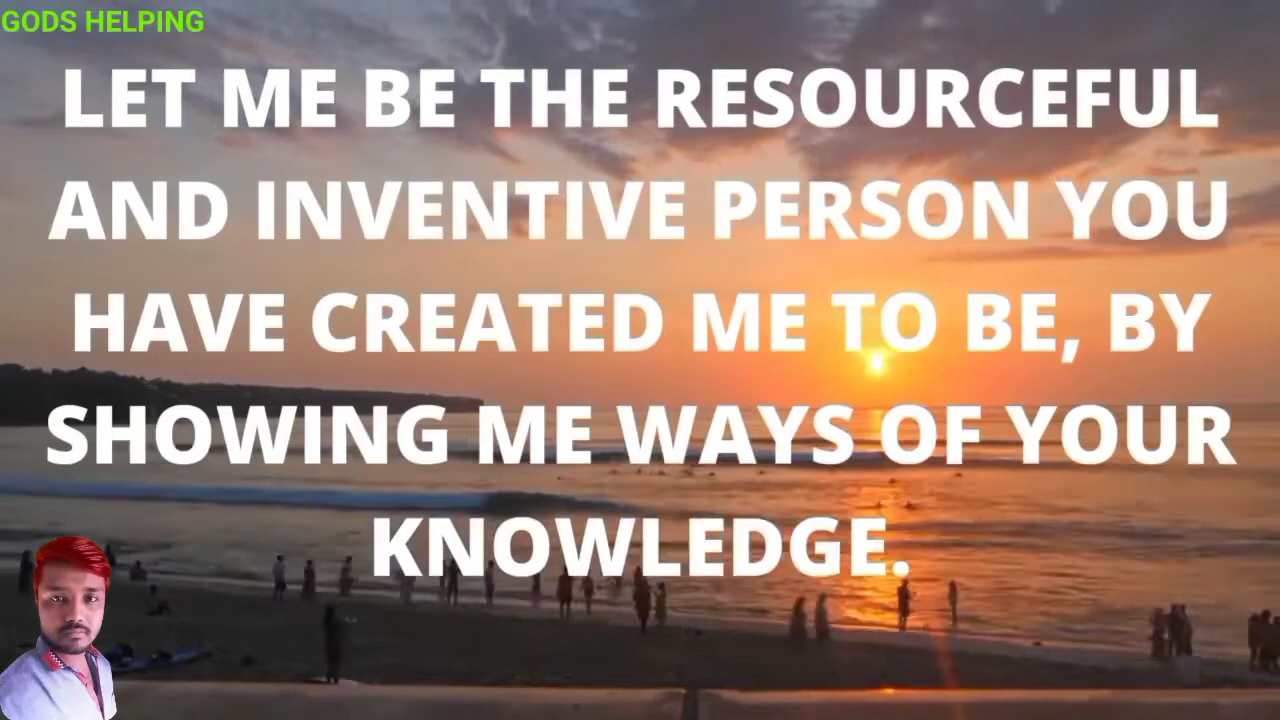 GODS HELPING
LET ME BE THE RESOURCEFUL
AND INVENTIVE PERSON YOU
HAVE CREATED ME TO BE, BY
SHOWING ME WAYS OF YOUR
KNOWLEDGE.